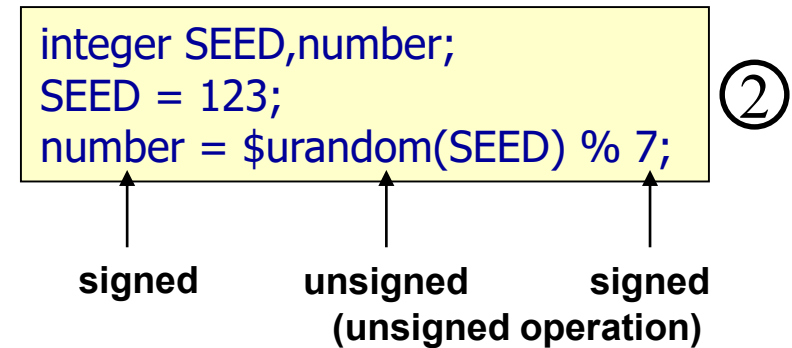 integer SEED,number;
SEED = 123;
number = $urandom(SEED) % 7;
②
signed unsigned signed
(unsigned operation)